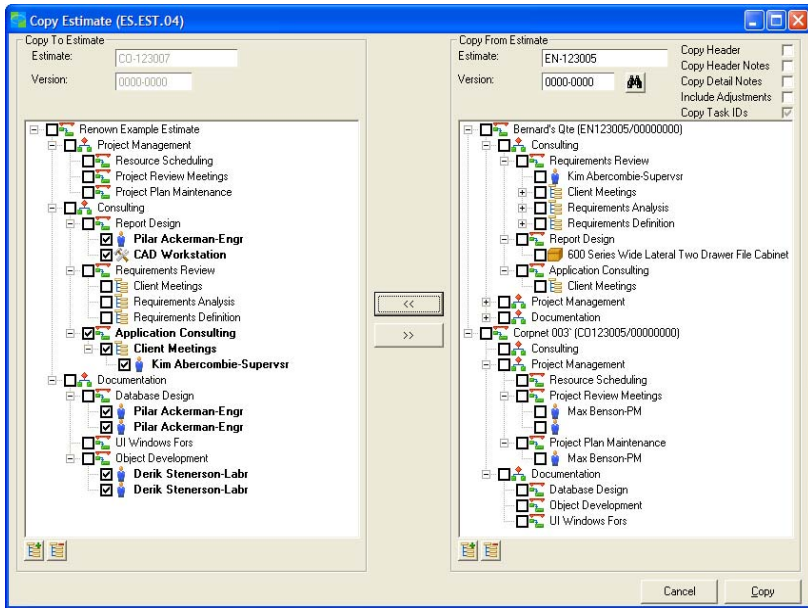 Copy Estimate (ES.EST.04)
Copy To Estimate
Estimate: CO-123007
Version: 0000-0000
Renown Example Estimate
Project Management
Resource Scheduling
Project Review Meetings
Project Plan Maintenance
Consulting
Report Design
Pilar Ackerman-Engr
CAD Workstation
Requirements Review
Client Meetings
Requirements Analysis
Requirements Definition
Application Consulting
Client Meetings
Kim Abercombie-Supervsr
Documentation
Database Design
Pilar Ackerman-Engr
Pilar Ackerman-Engr
UI Windows Fors
Object Development
Derik Stenerson-Labr
Derik Stenerson-Labr
<<
>>
Copy From Estimate
Estimate: EN-123005
Version: 0000-0000
Copy Header
Copy Header Notes
Copy Detail Notes
Include Adjustments
Copy Task IDs
Bernard's Qte (EN123005/00000000)
Consulting
Requirements Review
Kim Abercombie-Supervsr
Client Meetings
Requirements Analysis
Requirements Definition
Report Design
600 Series Wide Lateral Two Drawer File Cabinet
Application Consulting
Client Meetings
Project Management
Documentation
Corpnet 003` (CO123005/00000000)
Consulting
Project Management
Resource Scheduling
Project Review Meetings
Max Benson-PM
Project Plan Maintenance
Max Benson-PM
Documentation
Database Design
Object Development
UI Windows Fors
Cancel
Copy